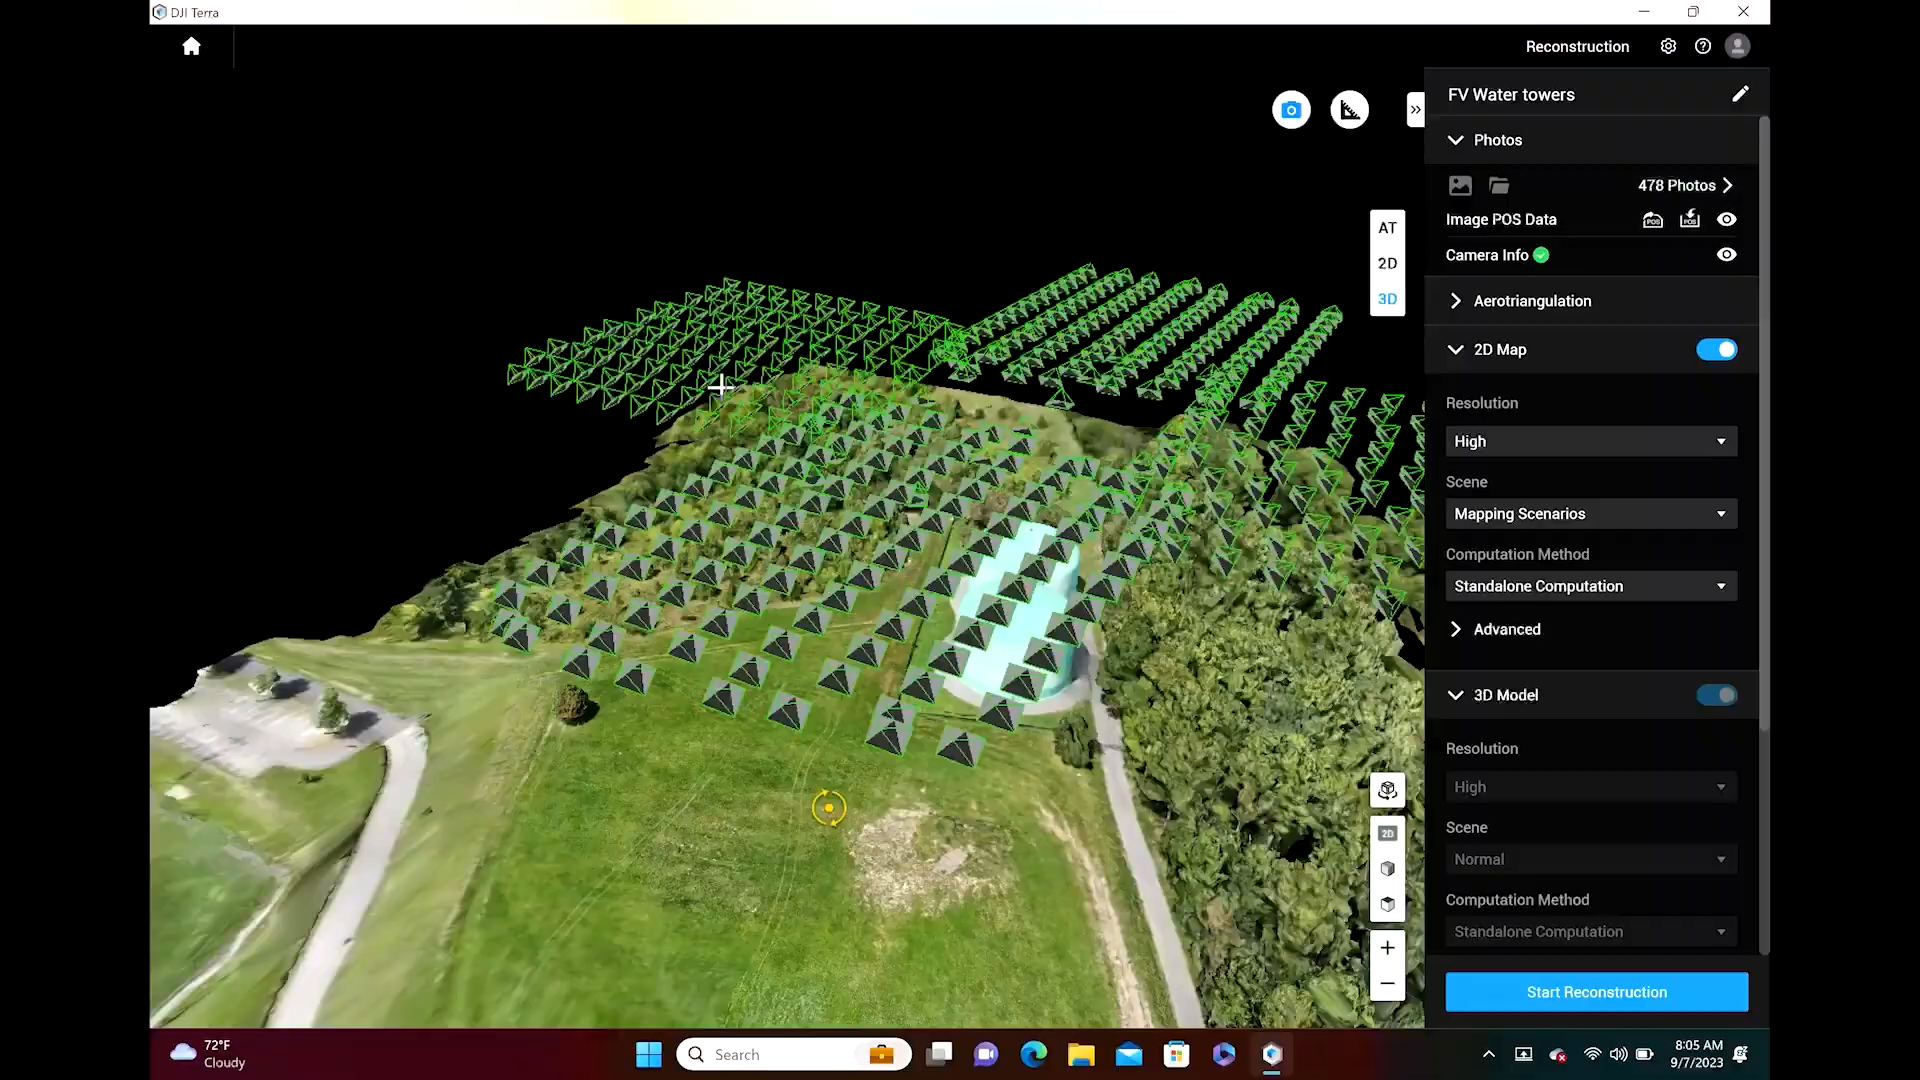 DJI Terra
Reconstruction
FV Water towers
Photos
478 Photos
Image POS Data
POS
POS
Camera Info
AT
2D
3D
Aerotriangulation
2D Map
Resolution
High
Scene
Mapping Scenarios
Computation Method
Standalone Computation
Advanced
3D Model
Resolution
High
Scene
Normal
Computation Method
Standalone Computation
2D
Start Reconstruction
72°F
Cloudy
Search
8:05 AM
9/7/2023